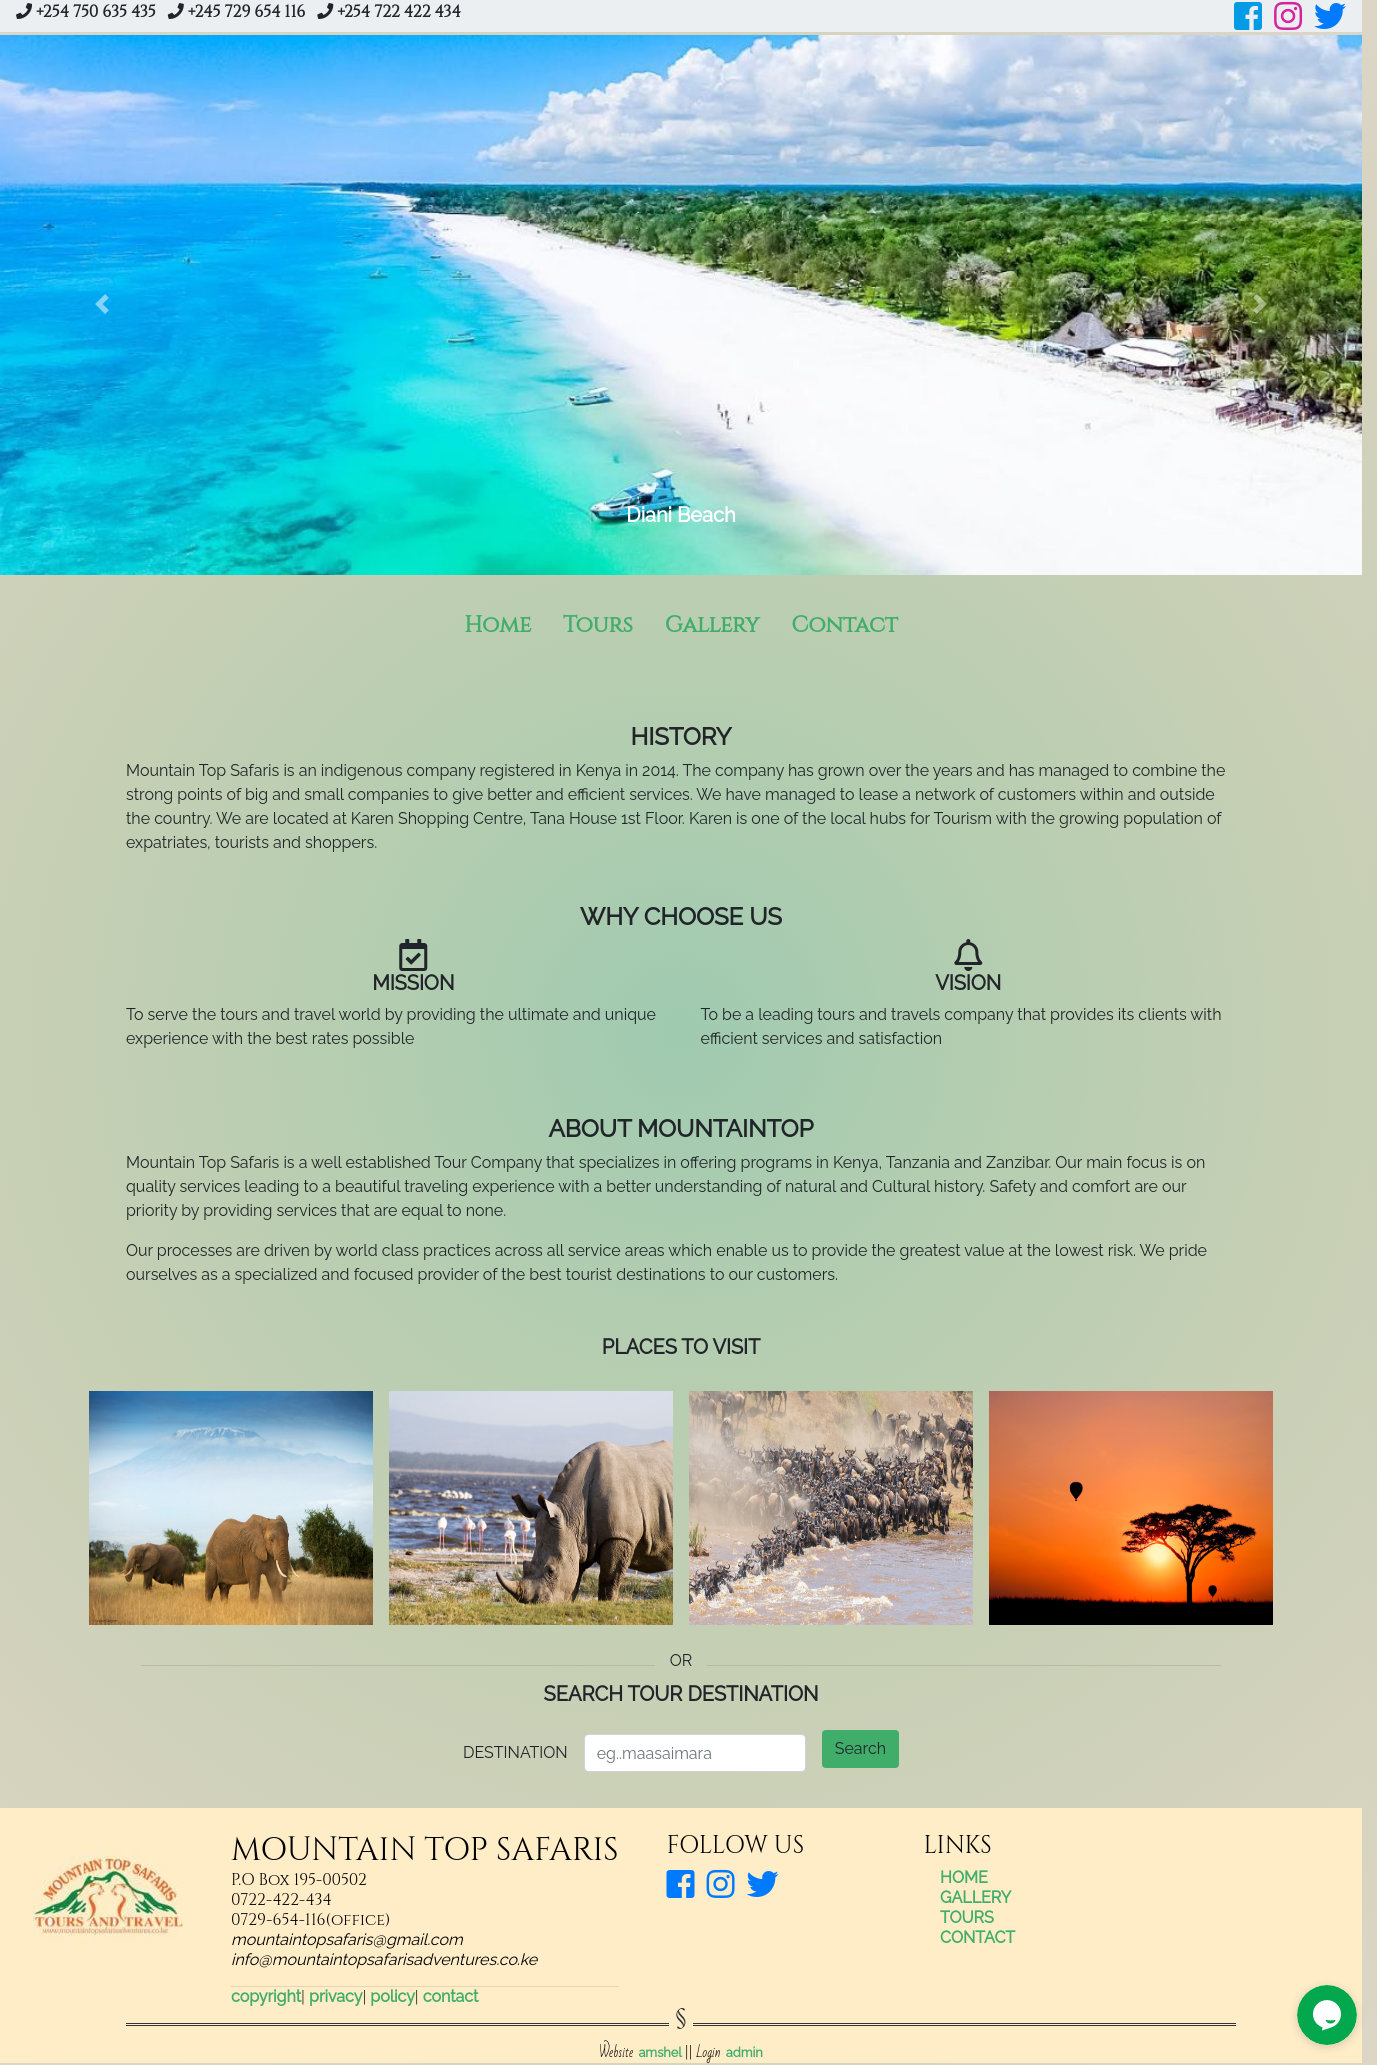 +254 750 635 435 +245 729 654 116 +254 722 422 434
Diani Beach
Home Tours Gallery Contact
HISTORY
Mountain Top Safaris is an indigenous company registered in Kenya in 2014. The company has grown over the years and has managed to combine the
strong points of big and small companies to give better and efficient services. We have managed to lease a network of customers within and outside
the country. We are located at Karen Shopping Centre, Tana House 1st Floor. Karen is one of the local hubs for Tourism with the growing population of
expatriates, tourists and shoppers.
WHY CHOOSE US
MISSION
To serve the tours and travel world by providing the ultimate and unique
experience with the best rates possible
VISION
To be a leading tours and travels company that provides its clients with
efficient services and satisfaction
ABOUT MOUNTAINTOP
Mountain Top Safaris is a well established Tour Company that specializes in offering programs in Kenya, Tanzania and Zanzibar. Our main focus is on
quality services leading to a beautiful traveling experience with a better understanding of natural and Cultural history. Safety and comfort are our
priority by providing services that are equal to none.
Our processes are driven by world class practices across all service areas which enable us to provide the greatest value at the lowest risk. We pride
ourselves as a specialized and focused provider of the best tourist destinations to our customers.
PLACES TO VISIT
OR
SEARCH TOUR DESTINATION
DESTINATION eg..maasaimara Search
MOUNTAIN TOP SAFARIS
TOURS AND TRAVEL
www.mountaintopsafarisadventures.co.ke
MOUNTAIN TOP SAFARIS
P.O Box 195-00502
0722-422-434
0729-654-116(office)
mountaintopsafaris@gmail.com
info@mountaintopsafarisadventures.co.ke
copyright| privacy| policy| contact
FOLLOW US
LINKS
HOME
GALLERY
TOURS
CONTACT
§
Website amshel || Login admin